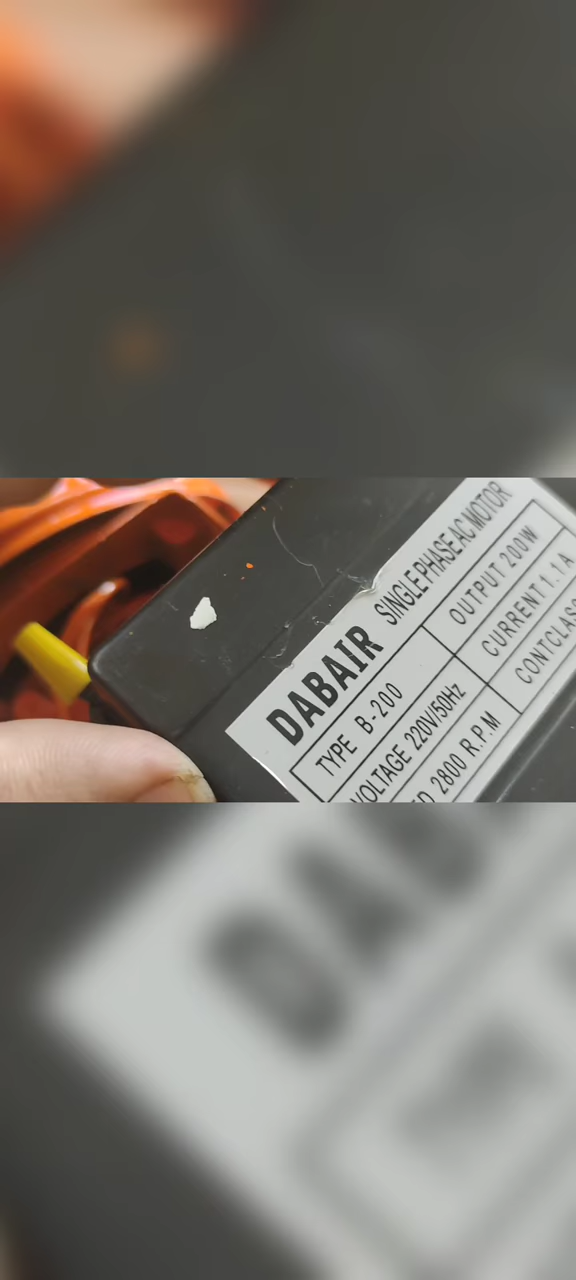 DABAIR SINGLE PHASE AC MOTOR
TYPE B-200 OUTPUT 200W
VOLTAGE 220V/50Hz CURRENT 1.1A
2800 R.P.M